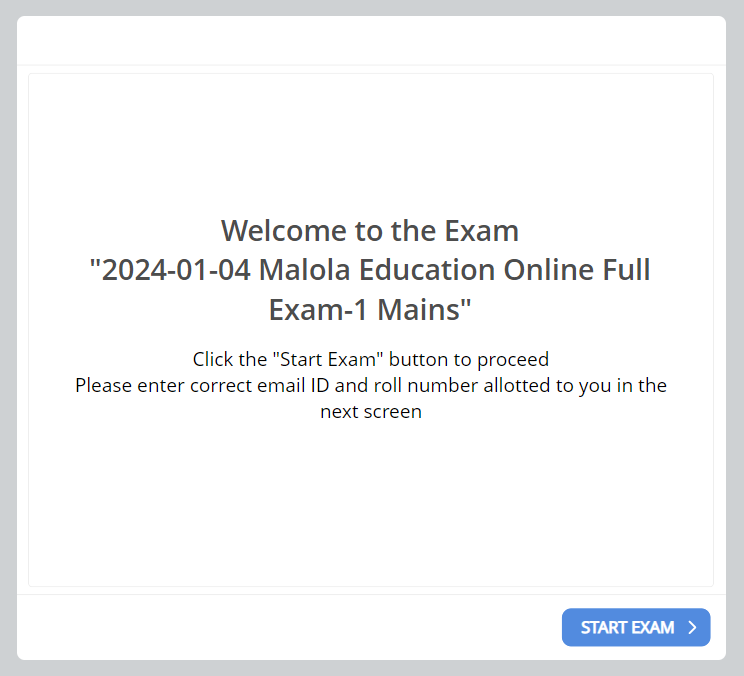 Welcome to the Exam
"2024-01-04 Malola Education Online Full
Exam-1 Mains"
Click the "Start Exam" button to proceed
Please enter correct email ID and roll number allotted to you in the
next screen
START EXAM